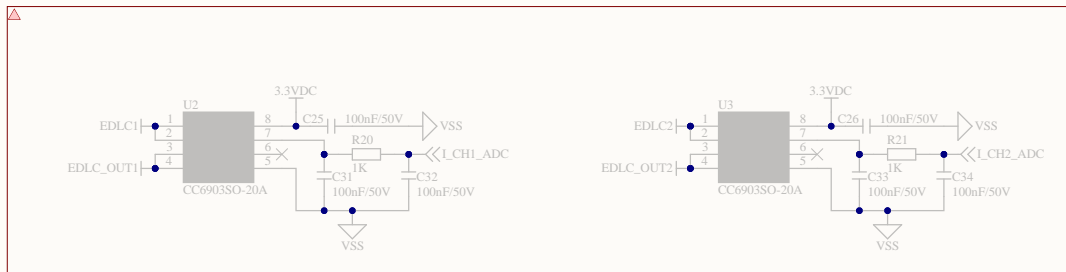 3.3VDC
U2
EDLC1
1
2
3
4
EDLC_OUT1
8
7
6
5
CC6903SO-20A
C25
100nF/50V
VSS
R20
1K
I_CH1_ADC
C31
100nF/50V
C32
100nF/50V
VSS
3.3VDC
U3
EDLC2
1
2
3
4
EDLC_OUT2
8
7
6
5
CC6903SO-20A
C26
100nF/50V
VSS
R21
1K
I_CH2_ADC
C33
100nF/50V
C34
100nF/50V
VSS